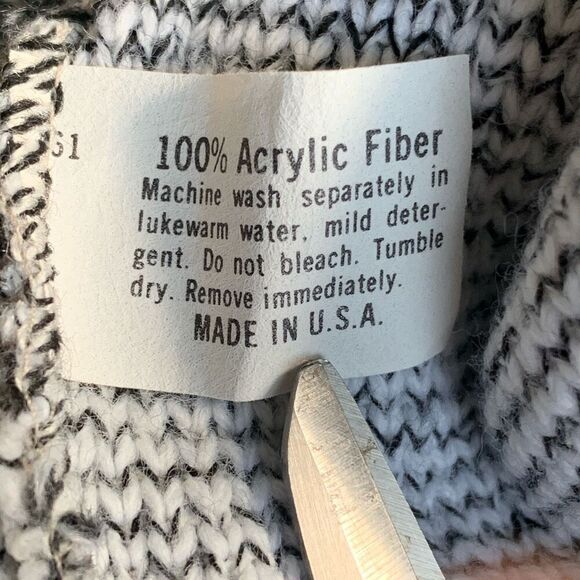 61
100% Acrylic Fiber
Machine wash separately in
lukewarm water, mild deter-
gent. Do not bleach. Tumble
dry. Remove immediately.
MADE IN U.S.A.